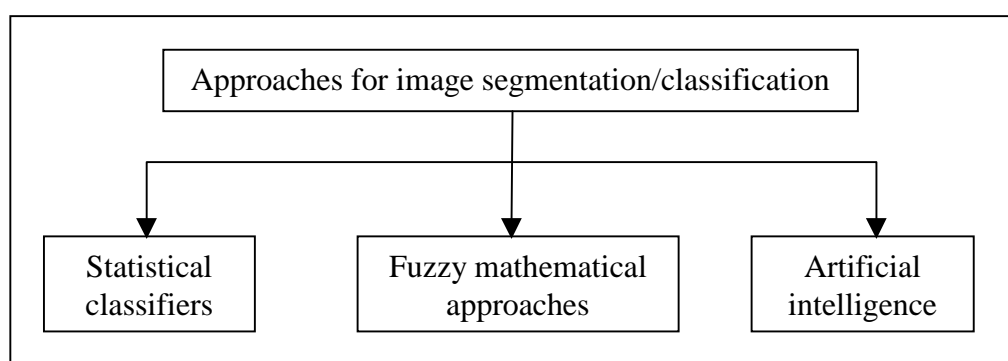 Approaches for image segmentation/classification
Statistical
classifiers
Fuzzy mathematical
approaches
Artificial
intelligence